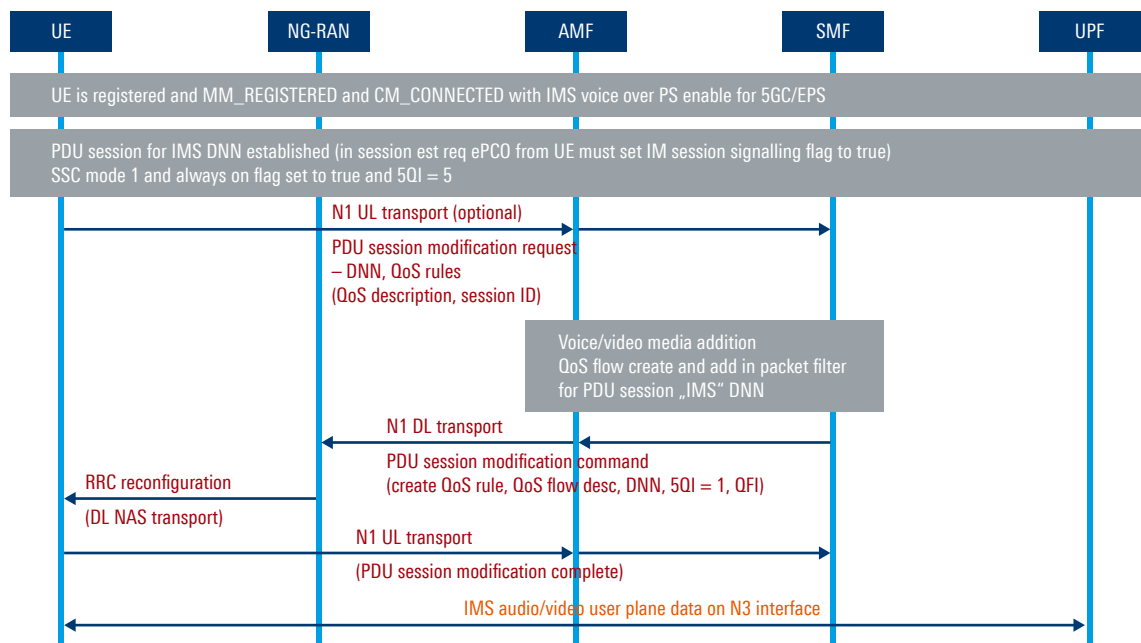 UE
NG-RAN
AMF
SMF
UPF
UE is registered and MM_REGISTERED and CM_CONNECTED with IMS voice over PS enable for 5GC/EPS
PDU session for IMS DNN established (in session est req ePCO from UE must set IM session signalling flag to true)
SSC mode 1 and always on flag set to true and 5QI = 5
N1 UL transport (optional)
PDU session modification request
– DNN, QoS rules
(QoS description, session ID)
Voice/video media addition
QoS flow create and add in packet filter
for PDU session „IMS“ DNN
N1 DL transport
PDU session modification command
(create QoS rule, QoS flow desc, DNN, 5QI = 1, QFI)
RRC reconfiguration
(DL NAS transport)
N1 UL transport
(PDU session modification complete)
IMS audio/video user plane data on N3 interface